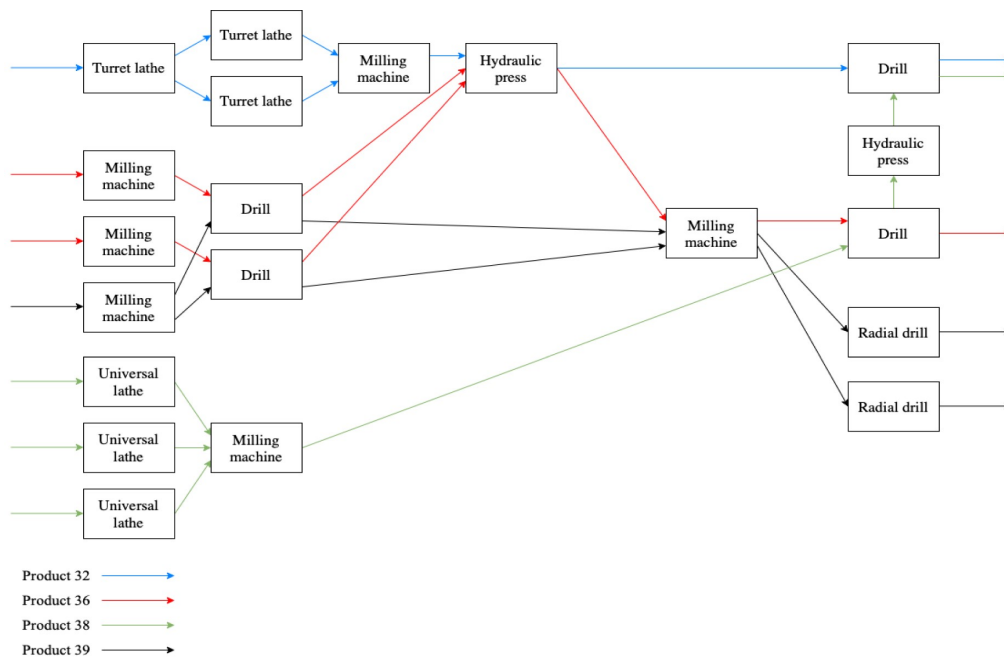 Turret lathe
Turret lathe
Turret lathe
Milling
machine
Hydraulic
press
Drill
Hydraulic
press
Milling
machine
Drill
Milling
machine
Drill
Milling
machine
Drill
Milling
machine
Radial drill
Universal
lathe
Radial drill
Universal
lathe
Milling
machine
Universal
lathe
Product 32
Product 36
Product 38
Product 39